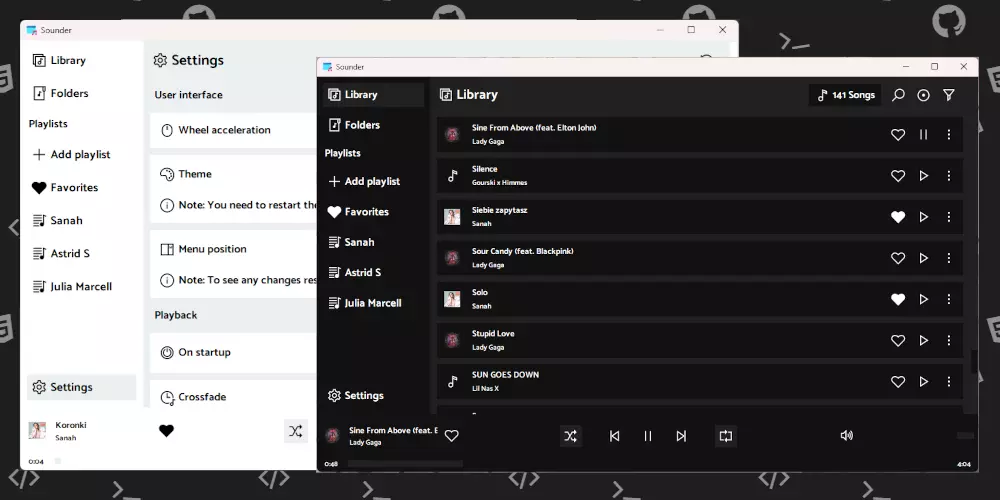 Sounder
Library
Folders
Playlists
Add playlist
Favorites
Sanah
Astrid S
Julia Marcell
Settings
Koronki
Sanah
0:04
Settings
User interface
Wheel acceleration
Theme
Note: You need to restart the
Menu position
Note: To see any changes res
Playback
On startup
Crossfade
Sounder
Library
Folders
Playlists
Add playlist
Favorites
Sanah
Astrid S
Julia Marcell
Settings
Library
141 Songs
Sine From Above (feat. Elton John)
Lady Gaga
Silence
Gourski x Himmes
Siebie zapytasz
Sanah
Sour Candy (feat. Blackpink)
Lady Gaga
Solo
Sanah
Stupid Love
Lady Gaga
SUN GOES DOWN
Lil Nas X
Sine From Above (feat. E
Lady Gaga
0:48
4:04